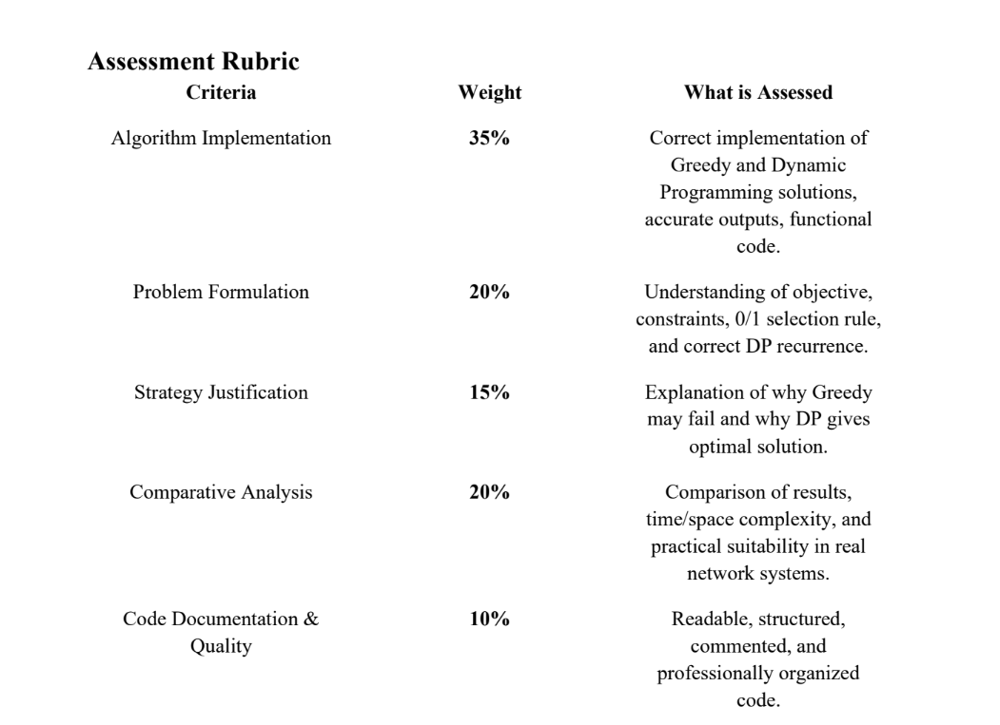 Assessment Rubric
Criteria Weight What is Assessed
Algorithm Implementation 35% Correct implementation of
Greedy and Dynamic
Programming solutions,
accurate outputs, functional
code.
Problem Formulation 20% Understanding of objective,
constraints, 0/1 selection rule,
and correct DP recurrence.
Strategy Justification 15% Explanation of why Greedy
may fail and why DP gives
optimal solution.
Comparative Analysis 20% Comparison of results,
time/space complexity, and
practical suitability in real
network systems.
Code Documentation & 10% Readable, structured,
Quality commented, and
professionally organized
code.